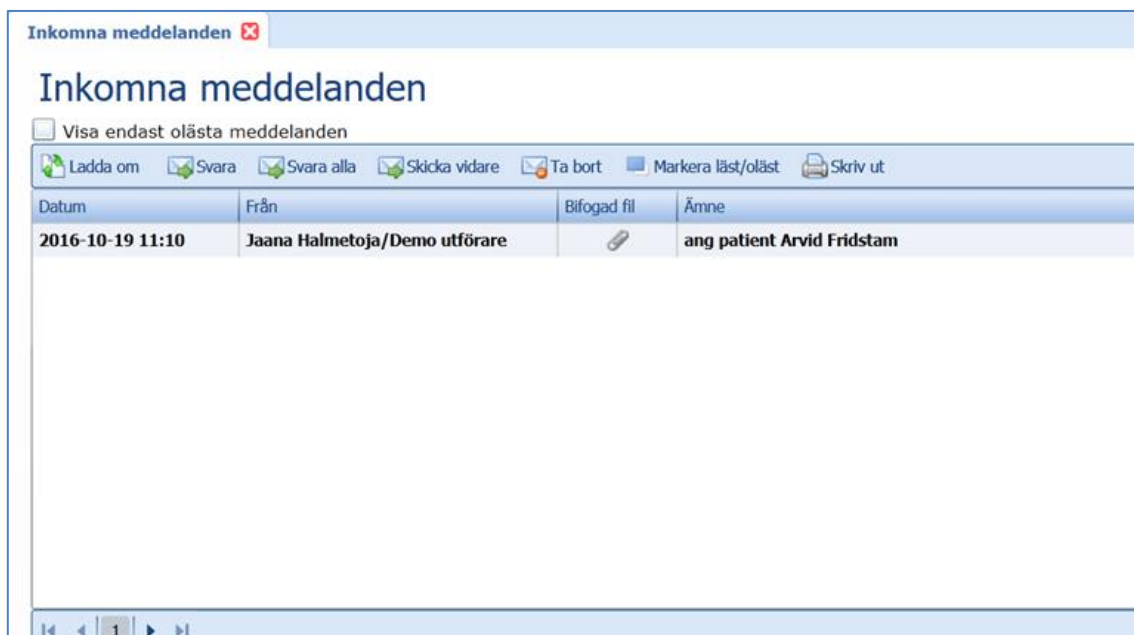 Inkomna meddelanden
Inkomna meddelanden
Visa endast olästa meddelanden
Ladda om Svara Svara alla Skicka vidare Ta bort Markera läst/oläst Skriv ut
Datum Från Bifogad fil Ämne
2016-10-19 11:10 Jaana Halmetoja/Demo utförare ang patient Arvid Fridstam
1